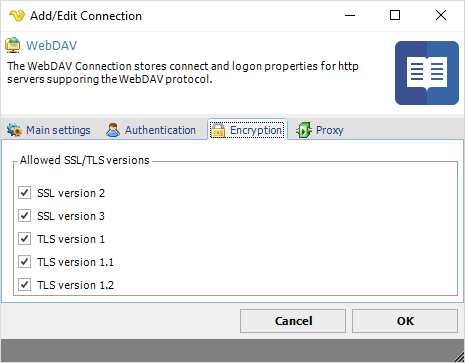 Add/Edit Connection
WebDAV
The WebDAV Connection stores connect and logon properties for http
servers supporing the WebDAV protocol.
Main settings Authentication Encryption Proxy
Allowed SSL/TLS versions
SSL version 2
SSL version 3
TLS version 1
TLS version 1.1
TLS version 1.2
Cancel OK